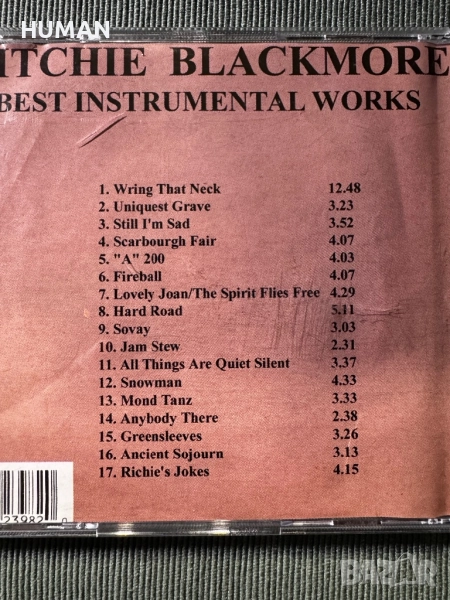 ITCHIE BLACKMORE
BEST INSTRUMENTAL WORKS
1. Wring That Neck 12.48
2. Uniquest Grave 3.23
3. Still I'm Sad 3.52
4. Scarbourgh Fair 4.07
5. "A" 200 4.03
6. Fireball 4.07
7. Lovely Joan/The Spirit Flies Free 4.29
8. Hard Road 5.11
9. Sovay 3.03
10. Jam Stew 2.31
11. All Things Are Quiet Silent 3.37
12. Snowman 4.33
13. Mond Tanz 3.33
14. Anybody There 2.38
15. Greensleeves 3.26
16. Ancient Sojourn 3.13
17. Richie's Jokes 4.15
23982 0
BAZAR